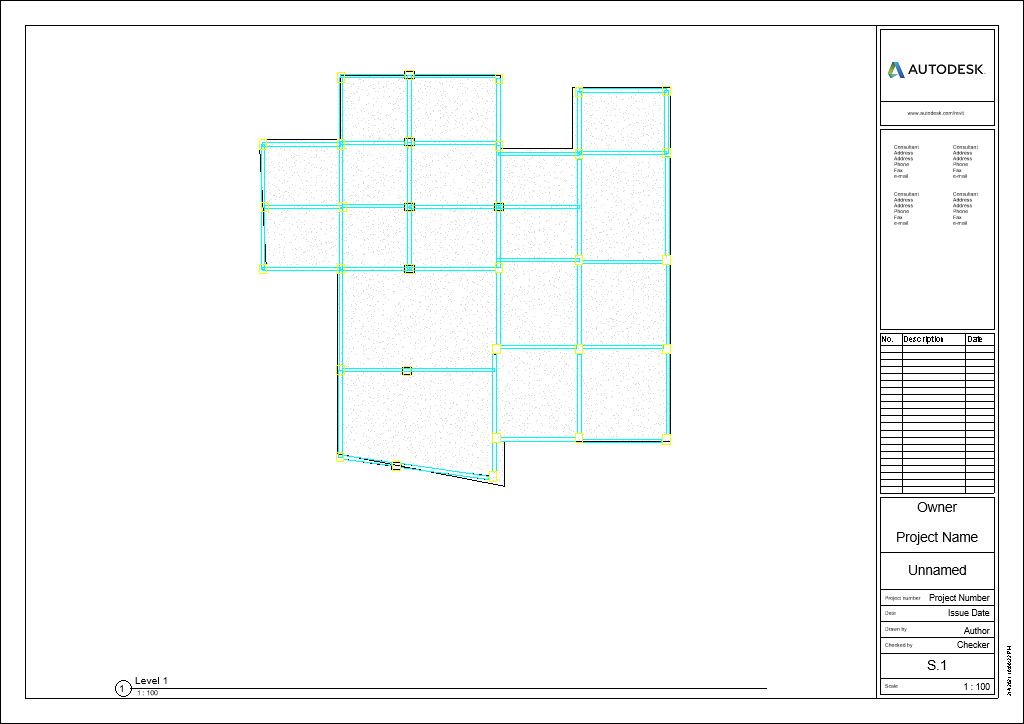 AUTODESK
www.autodesk.com/revit
Consultant
Address
Address
Phone
Fax
e-mail
Consultant
Address
Address
Phone
Fax
e-mail
Consultant
Address
Address
Phone
Fax
e-mail
Consultant
Address
Address
Phone
Fax
e-mail
No. Description Date
Owner
Project Name
Unnamed
Project number Project Number
Date Issue Date
Drawn by Author
Checked by Checker
S.1
Scale 1 : 100
1 Level 1
1 : 100